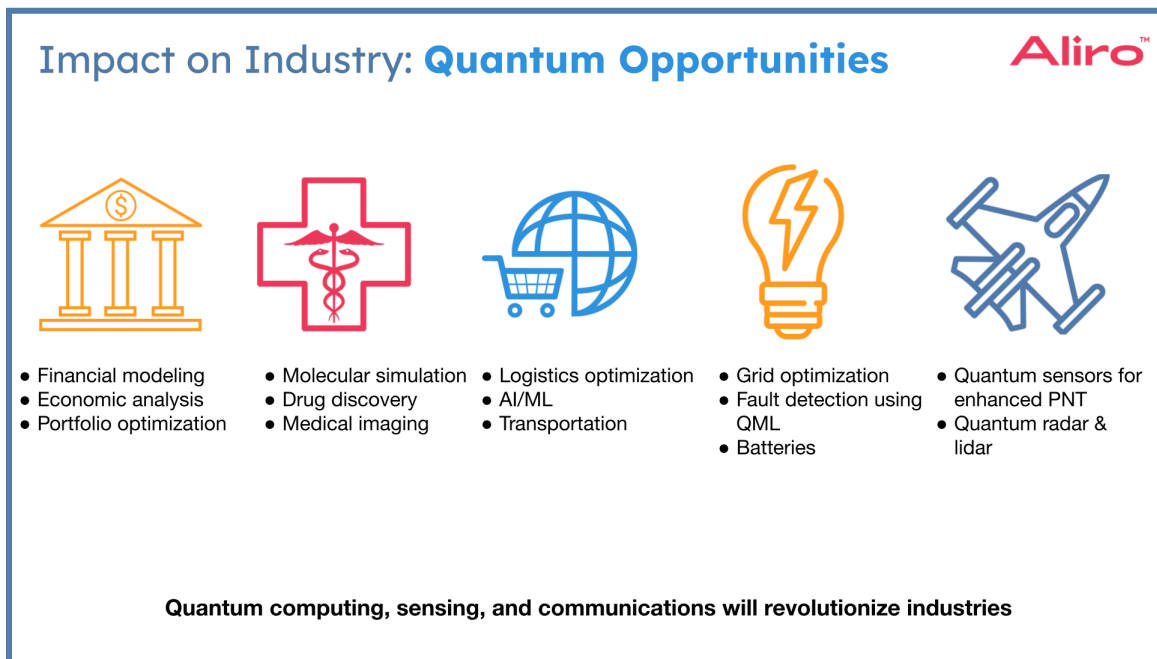 Impact on Industry: Quantum Opportunities
Aliro™
$
● Financial modeling
● Economic analysis
● Portfolio optimization
● Molecular simulation
● Drug discovery
● Medical imaging
● Logistics optimization
● AI/ML
● Transportation
● Grid optimization
● Fault detection using
QML
● Batteries
● Quantum sensors for
enhanced PNT
● Quantum radar &
lidar
Quantum computing, sensing, and communications will revolutionize industries